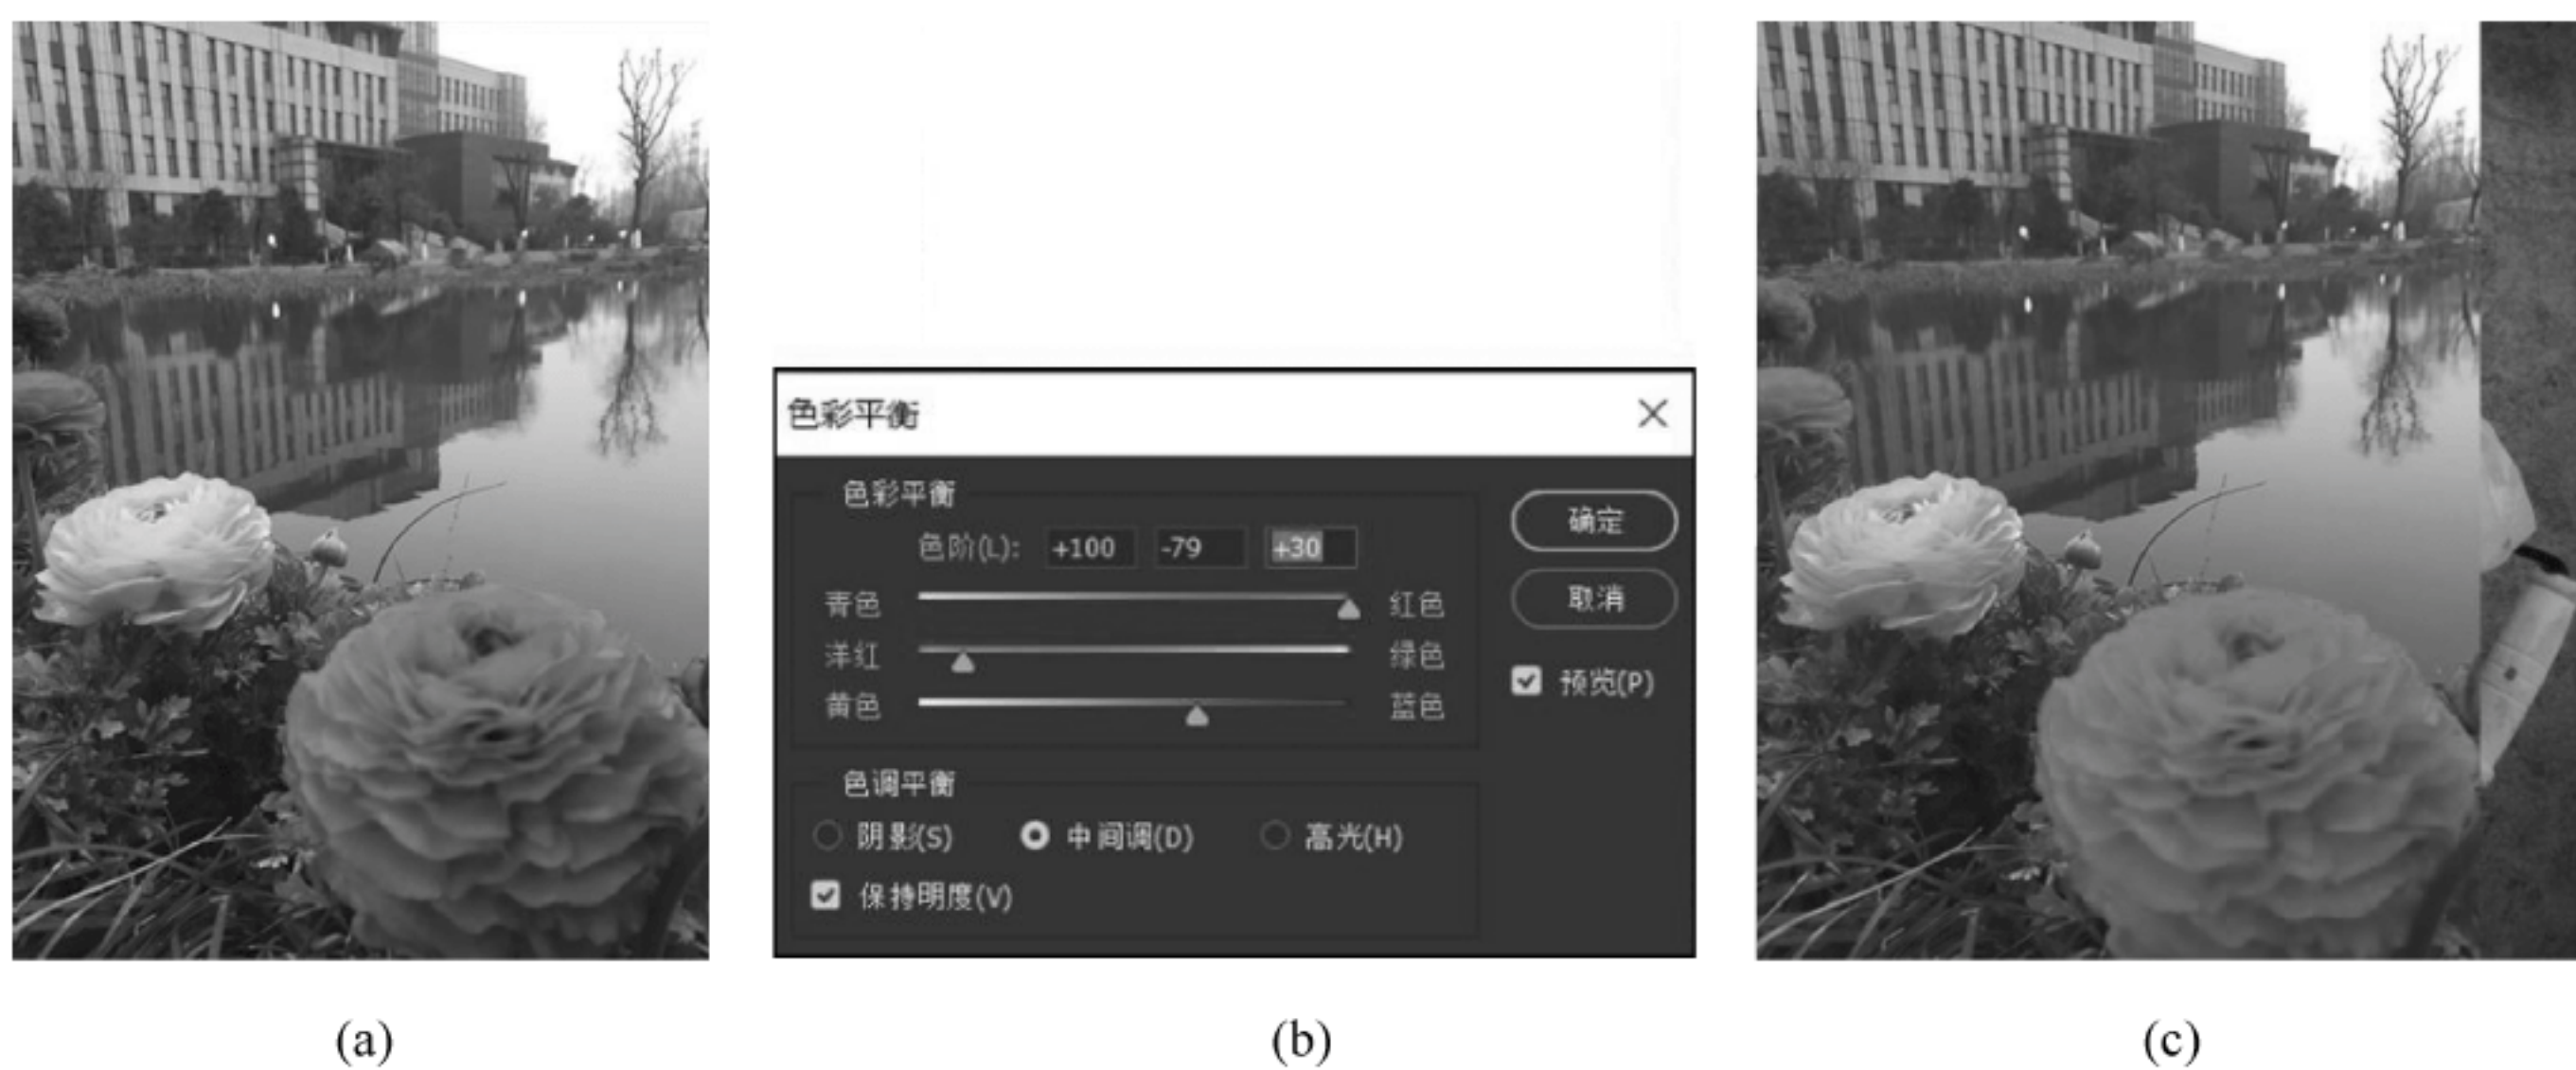 色彩平衡
色彩平衡
色阶(L): +100 -79 +30
青色 红色
洋红 绿色
黄色 蓝色
色调平衡
阴影(S) 中间调(D) 高光(H)
保持明度(V)
确定
取消
预览(P)
(a) (b) (c)